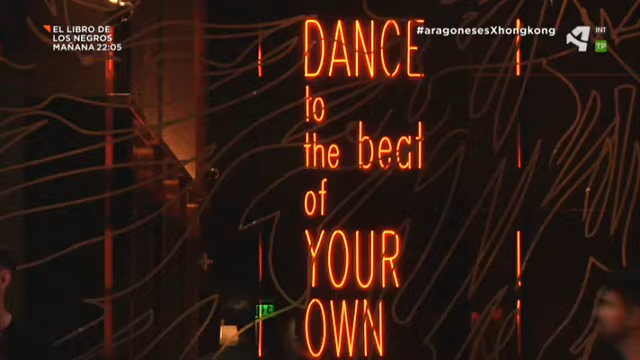 EL LIBRO DE
LOS NEGROS
MAÑANA 22:05
#aragonesesXhongkong
INT
TP
DANCE
to
the beat
of
YOUR
OWN